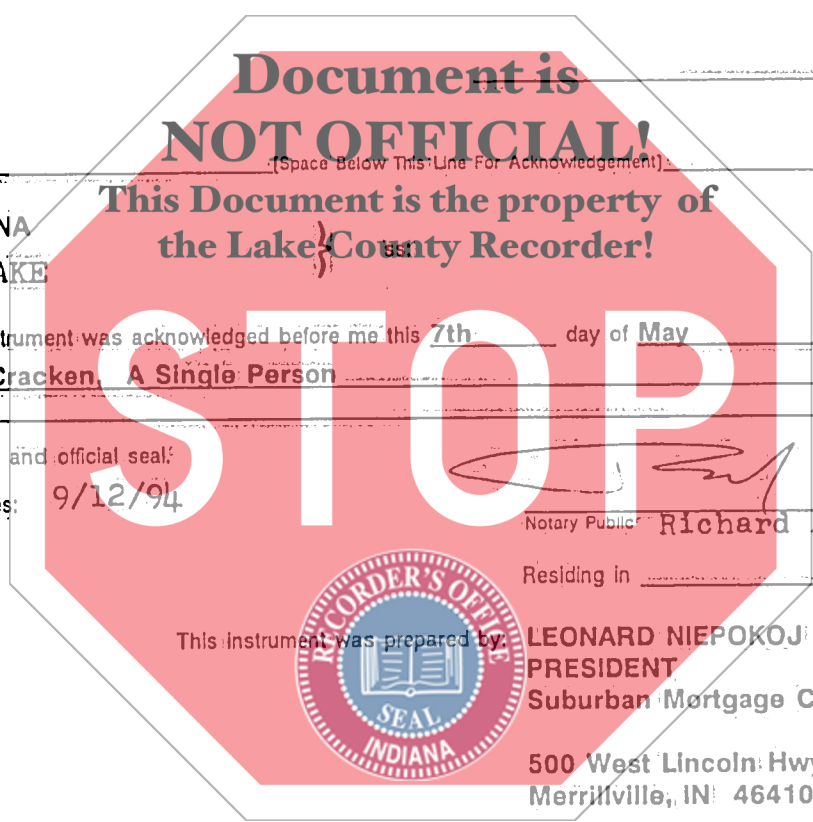 Document is
NOT OFFICIAL!
[Space Below This Line For Acknowledgement]
This Document is the property of
the Lake County Recorder!
NA
ss:
AKE
STOP
trument was acknowledged before me this 7th day of May
Cracken, A Single Person
and official seal.
s: 9/12/94
Notary Public Richard
Residing in
This instrument was prepared by: LEONARD NIEPOKOJ
PRESIDENT
Suburban Mortgage C
500 West Lincoln Hwy
Merrillville, IN 46410
RECORDER'S OFFICE
SEAL
INDIANA